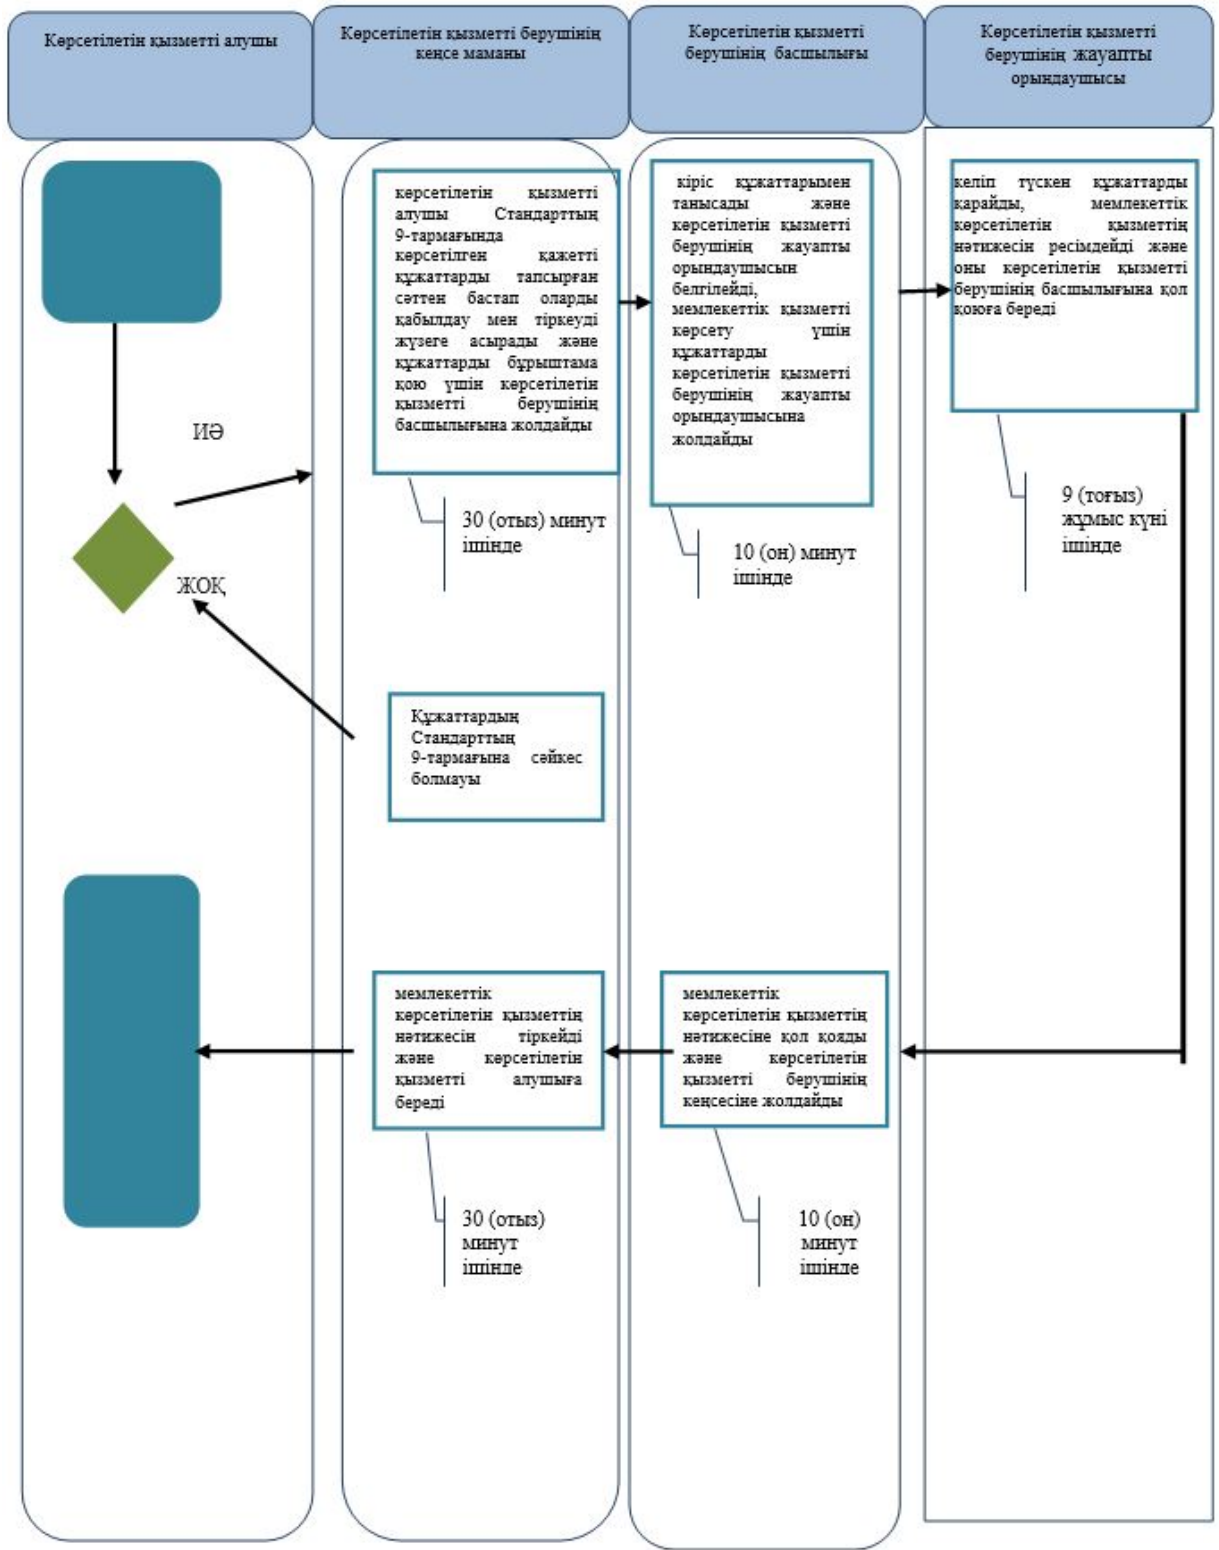 Көрсетілетін қызметті алушы
Көрсетілетін қызметті берушінің
кеңсе маманы
Көрсетілетін қызметті
берушінің басшылығы
Көрсетілетін қызметті
берушінің жауапты
орындаушысы
көрсетілетін қызметті
алушы Стандарттың
9-тармағында
көрсетілген қажетті
құжаттарды тапсырған
сәттен бастап оларды
қабылдау мен тіркеуді
жүзеге асырады және
құжаттарды бұрыштама
қою үшін көрсетілетін
қызметті берушінің
басшылығына жолдайды
кіріс құжаттарымен
танысады және
көрсетілетін қызметті
берушінің жауапты
орындаушысын
белгілейді,
мемлекеттік қызметті
көрсету үшін
құжаттарды
көрсетілетін қызметті
берушінің жауапты
орындаушысына
жолдайды
келіп түскен құжаттарды
қарайды, мемлекеттік
көрсетілетін қызметтің
нәтижесін ресімдейді және
оны көрсетілетін қызметті
берушінің басшылығына қол
қоюға береді
ИӘ
30 (отыз) минут
ішінде
10 (он) минут
ішінде
9 (тоғыз)
жұмыс күні
ішінде
ЖОҚ
Құжаттардың
Стандарттың
9-тармағына сәйкес
болмауы
мемлекеттік
көрсетілетін қызметтің
нәтижесін тіркейді
және көрсетілетін
қызметті алушыға
береді
мемлекеттік
көрсетілетін қызметтің
нәтижесіне қол қояды
және көрсетілетін
қызметті берушінің
кеңсесіне жолдайды
30 (отыз)
минут
ішінде
10 (он)
минут
ішінде